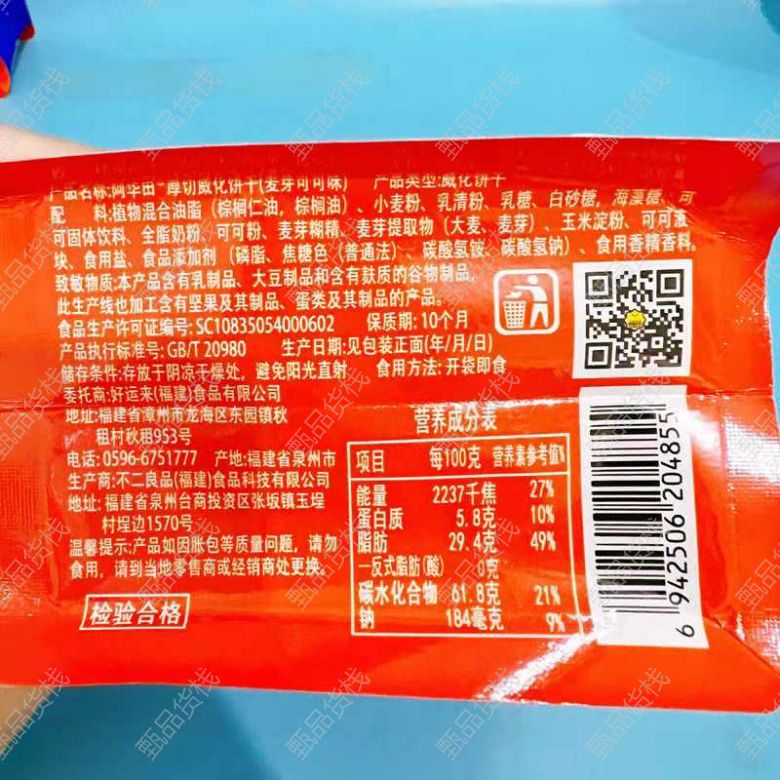 产品名称:阿华田®厚切威化饼干(麦芽可可味) 产品类型:威化饼干
配 料:植物混合油脂（棕榈仁油，棕榈油）、小麦粉、乳清粉、乳糖、白砂糖，海藻糖、可
可固体饮料、全脂奶粉、可可粉、麦芽糊精、麦芽提取物（大麦、麦芽）、玉米淀粉、可可液
块、食用盐、食品添加剂（磷脂、焦糖色（普通法）、碳酸氢铵、碳酸氢钠）、食用香精香料。
致敏物质:本产品含有乳制品、大豆制品和含有麸质的谷物制品，
此生产线也加工含有坚果及其制品、蛋类及其制品的产品。
食品生产许可证编号: SC10835054000602 保质期: 10个月
产品执行标准号: GB/T 20980 生产日期:见包装正面(年/月/日)
储存条件:存放于阴凉干燥处，避免阳光直射 食用方法: 开袋即食
委托商:好运来(福建)食品有限公司
地址:福建省漳州市龙海区东园镇秋
租村秋租953号
电话: 0596-6751777 产地:福建省泉州市
生产商: 不二良品(福建)食品科技有限公司
地址: 福建省泉州台商投资区张坂镇玉埕
村埕边1570号
温馨提示:产品如因胀包等质量问题，请勿
食用，请到当地零售商或经销商处更换。
检验合格
营养成分表
项目 每100克 营养素参考值%
能量 2237千焦 27%
蛋白质 5.8克 10%
脂肪 29.4克 49%
—反式脂肪(酸) 0克
碳水化合物 61.8克 21%
钠 184毫克 9%
6 942506 204855
甄品货栈